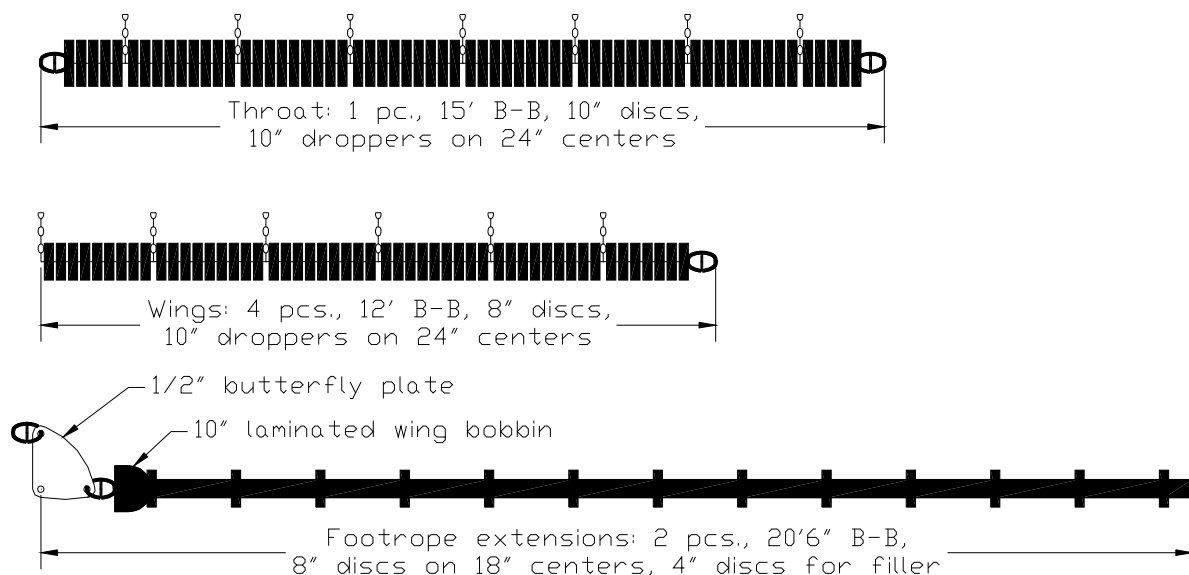 Throat: 1 pc., 15' B-B, 10" discs,
10" droppers on 24" centers
Wings: 4 pcs., 12' B-B, 8" discs,
10" droppers on 24" centers
1/2" butterfly plate
10" laminated wing bobbin
Footrope extensions: 2 pcs., 20'6" B-B,
8" discs on 18" centers, 4" discs for filler